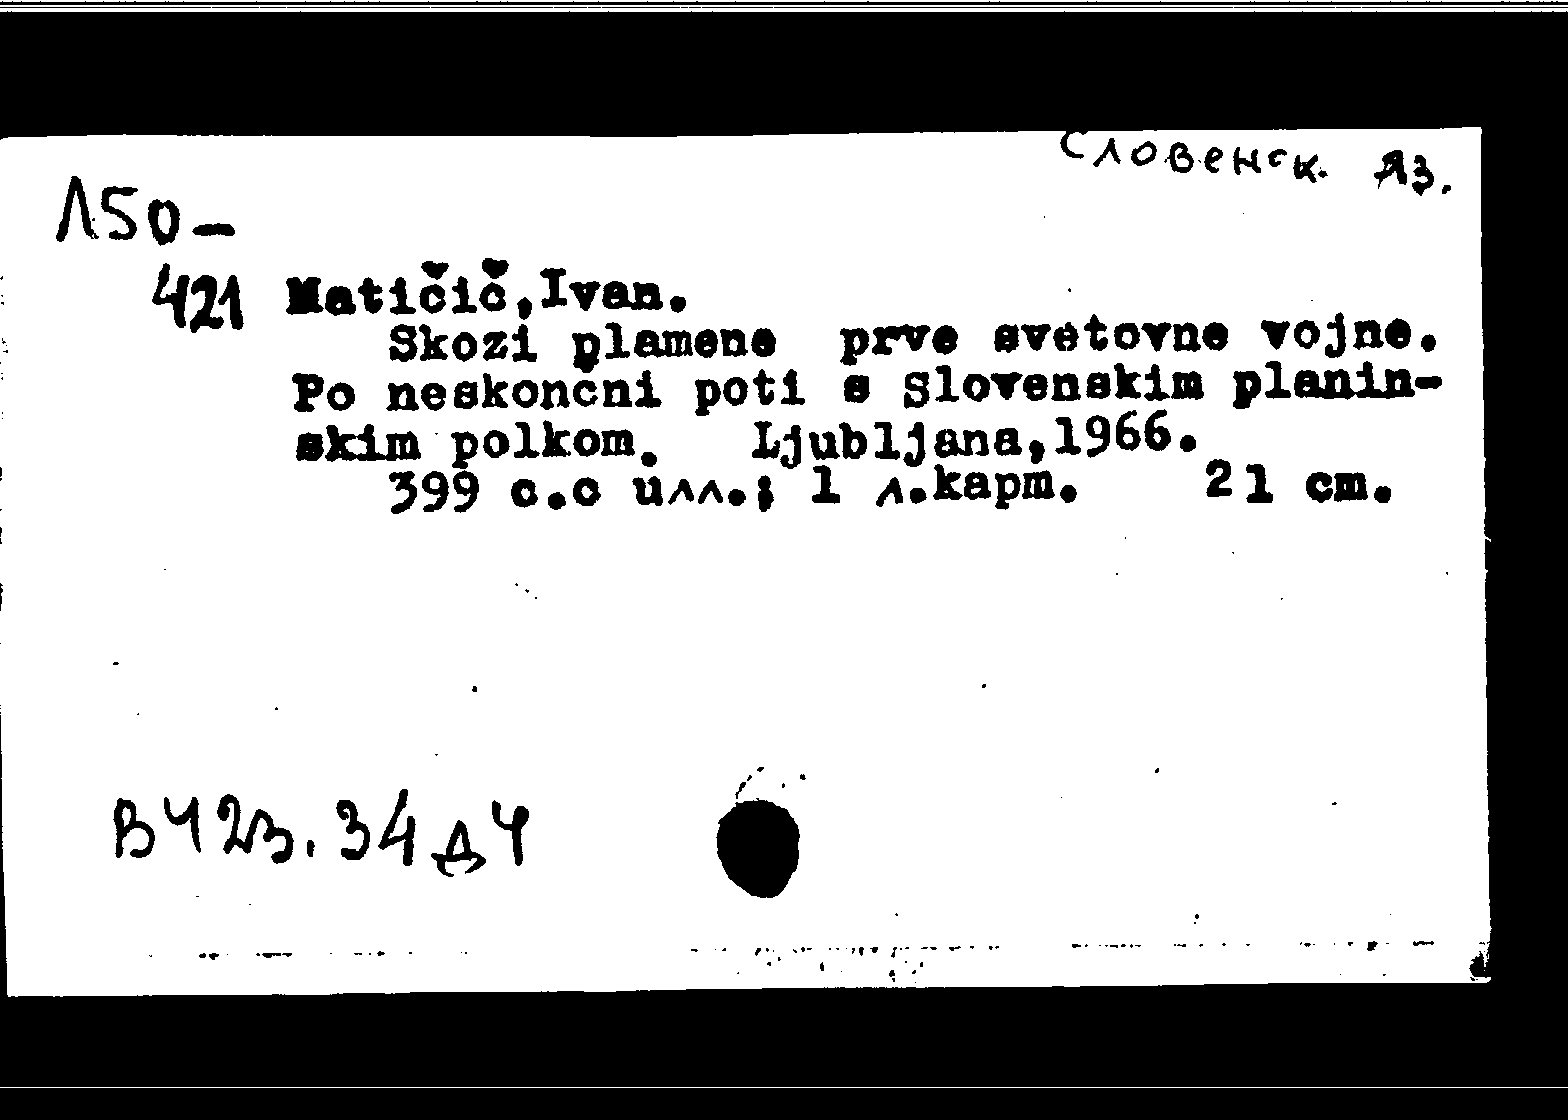 Словенск. яз.
Л50-
421
Matičič,Ivan.
Skozi plamene prve svetovne vojne.
Po neskončni poti s Slovenskim planin-
skim polkom. Ljubljana,1966.
399 с.с илл.; 1 л.карт. 21 cm.
В423.34д4